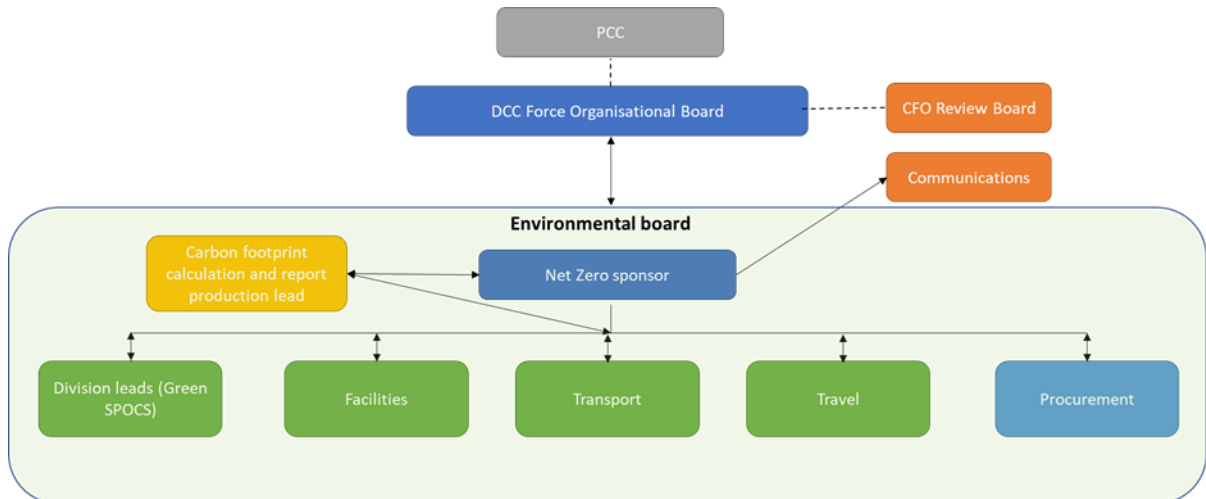 PCC
DCC Force Organisational Board
CFO Review Board
Communications
Environmental board
Carbon footprint
calculation and report
production lead
Net Zero sponsor
Division leads (Green
SPOCS)
Facilities
Transport
Travel
Procurement